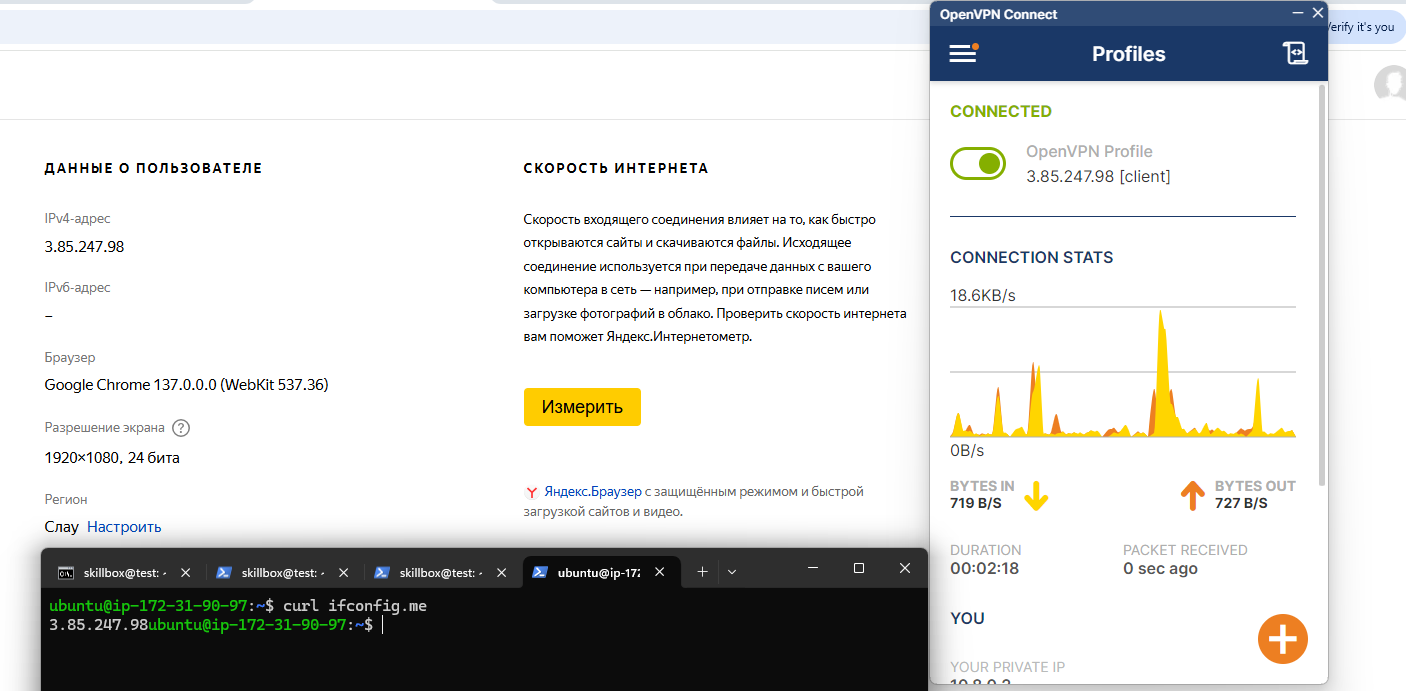 OpenVPN Connect
erify it's you
Profiles
ДАННЫЕ О ПОЛЬЗОВАТЕЛЕ
IPv4-адрес
3.85.247.98
IPv6-адрес
–
Браузер
Google Chrome 137.0.0.0 (WebKit 537.36)
Разрешение экрана ?
1920×1080, 24 бита
Регион
Слау Настроить
СКОРОСТЬ ИНТЕРНЕТА
Скорость входящего соединения влияет на то, как быстро
открываются сайты и скачиваются файлы. Исходящее
соединение используется при передаче данных с вашего
компьютера в сеть — например, при отправке писем или
загрузке фотографий в облако. Проверить скорость интернета
вам поможет Яндекс.Интернетометр.
Измерить
Яндекс.Браузер с защищённым режимом и быстрой
загрузкой сайтов и видео.
CONNECTED
OpenVPN Profile
3.85.247.98 [client]
CONNECTION STATS
18.6KB/s
0B/s
BYTES IN
719 B/S
BYTES OUT
727 B/S
DURATION
00:02:18
PACKET RECEIVED
0 sec ago
YOU
YOUR PRIVATE IP
skillbox@test:
skillbox@test:
skillbox@test:
ubuntu@ip-172
ubuntu@ip-172-31-90-97:~$ curl ifconfig.me
3.85.247.98ubuntu@ip-172-31-90-97:~$